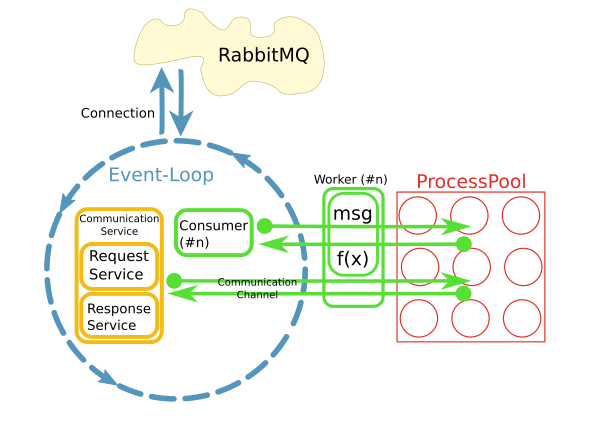 RabbitMQ
Connection
Event-Loop
Worker (#n)
ProcessPool
Communication
Service
Consumer
(#n)
msg
Request
Service
f(x)
Communication
Channel
Response
Service